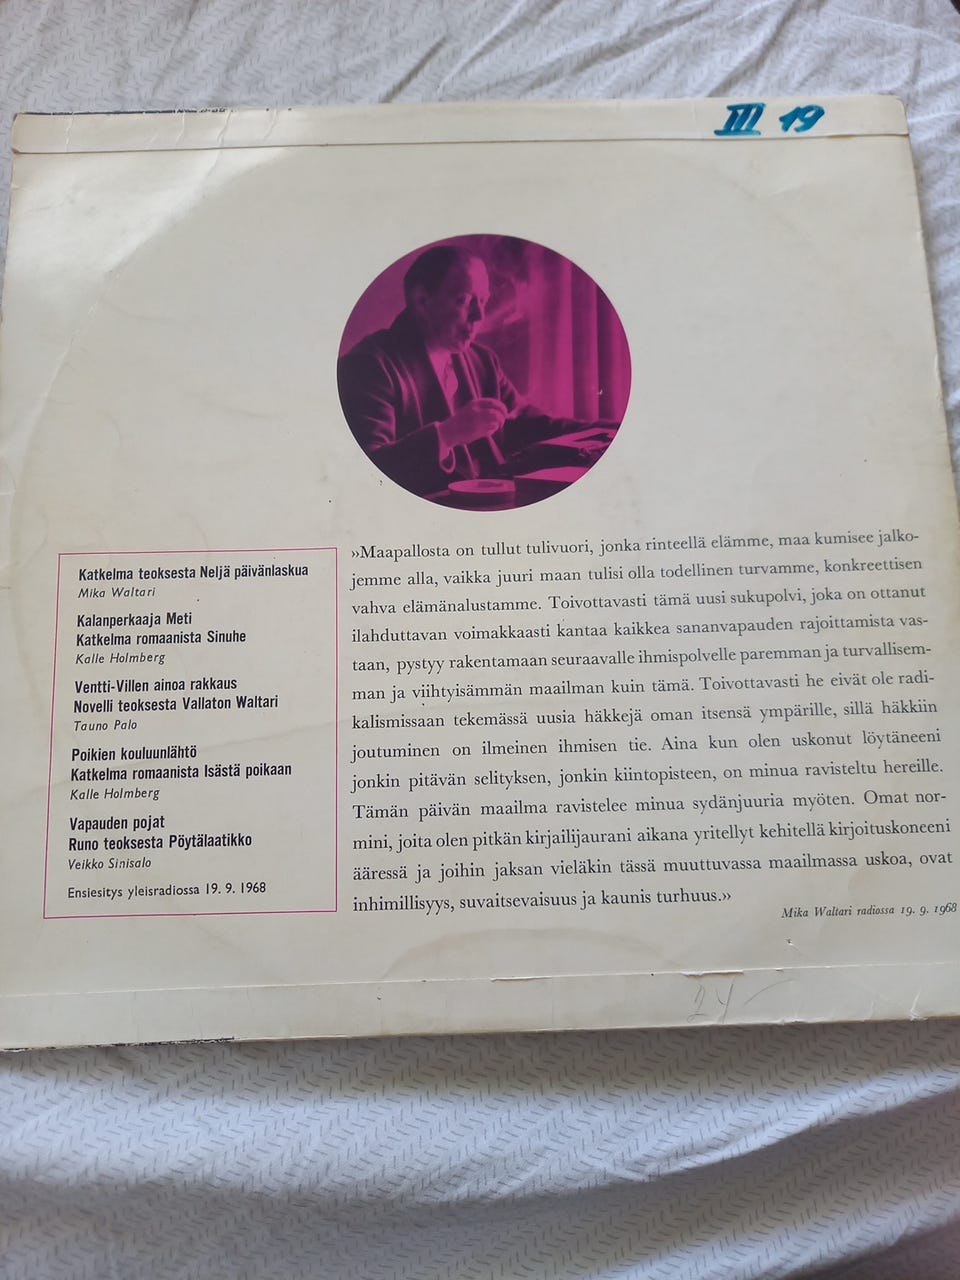 III 19
Katkelma teoksesta Neljä päivänlaskua
Mika Waltari
Kalanperkaaja Meti
Katkelma romaanista Sinuhe
Kalle Holmberg
Ventti-Villen ainoa rakkaus
Novelli teoksesta Vallaton Waltari
Tauno Palo
Poikien kouluunlähtö
Katkelma romaanista Isästä poikaan
Kalle Holmberg
Vapauden pojat
Runo teoksesta Pöytälaatikko
Veikko Sinisalo
Ensiesitys yleisradiossa 19. 9. 1968
»Maapallosta on tullut tulivuori, jonka rinteellä elämme, maa kumisee jalko-
jemme alla, vaikka juuri maan tulisi olla todellinen turvamme, konkreettisen
vahva elämänalustamme. Toivottavasti tämä uusi sukupolvi, joka on ottanut
ilahduttavan voimakkaasti kantaa kaikkea sananvapauden rajoittamista vas-
taan, pystyy rakentamaan seuraavalle ihmispolvelle paremman ja turvallisem-
man ja viihtyisämmän maailman kuin tämä. Toivottavasti he eivät ole radi-
kalismissaan tekemässä uusia häkkejä oman itsensä ympärille, sillä häkkiin
joutuminen on ilmeinen ihmisen tie. Aina kun olen uskonut löytäneeni
jonkin pitävän selityksen, jonkin kiintopisteen, on minua ravisteltu hereille.
Tämän päivän maailma ravistelee minua sydänjuuria myöten. Omat nor-
mini, joita olen pitkän kirjailijaurani aikana yritellyt kehitellä kirjoituskoneeni
ääressä ja joihin jaksan vieläkin tässä muuttuvassa maailmassa uskoa, ovat
inhimillisyys, suvaitsevaisuus ja kaunis turhuus.»
Mika Waltari radiossa 19. 9. 1968